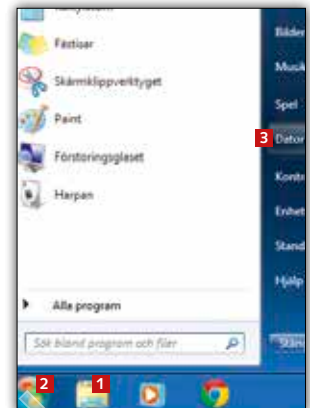 Fästisar
Skärmklippverktyget
Paint
Förstoringsglaset
Harpan
Alla program
Sök bland program och filer
Bilder
Musik
Spel
3 Dator
Kontr
Enhet
Stand
Hjälp
2
1